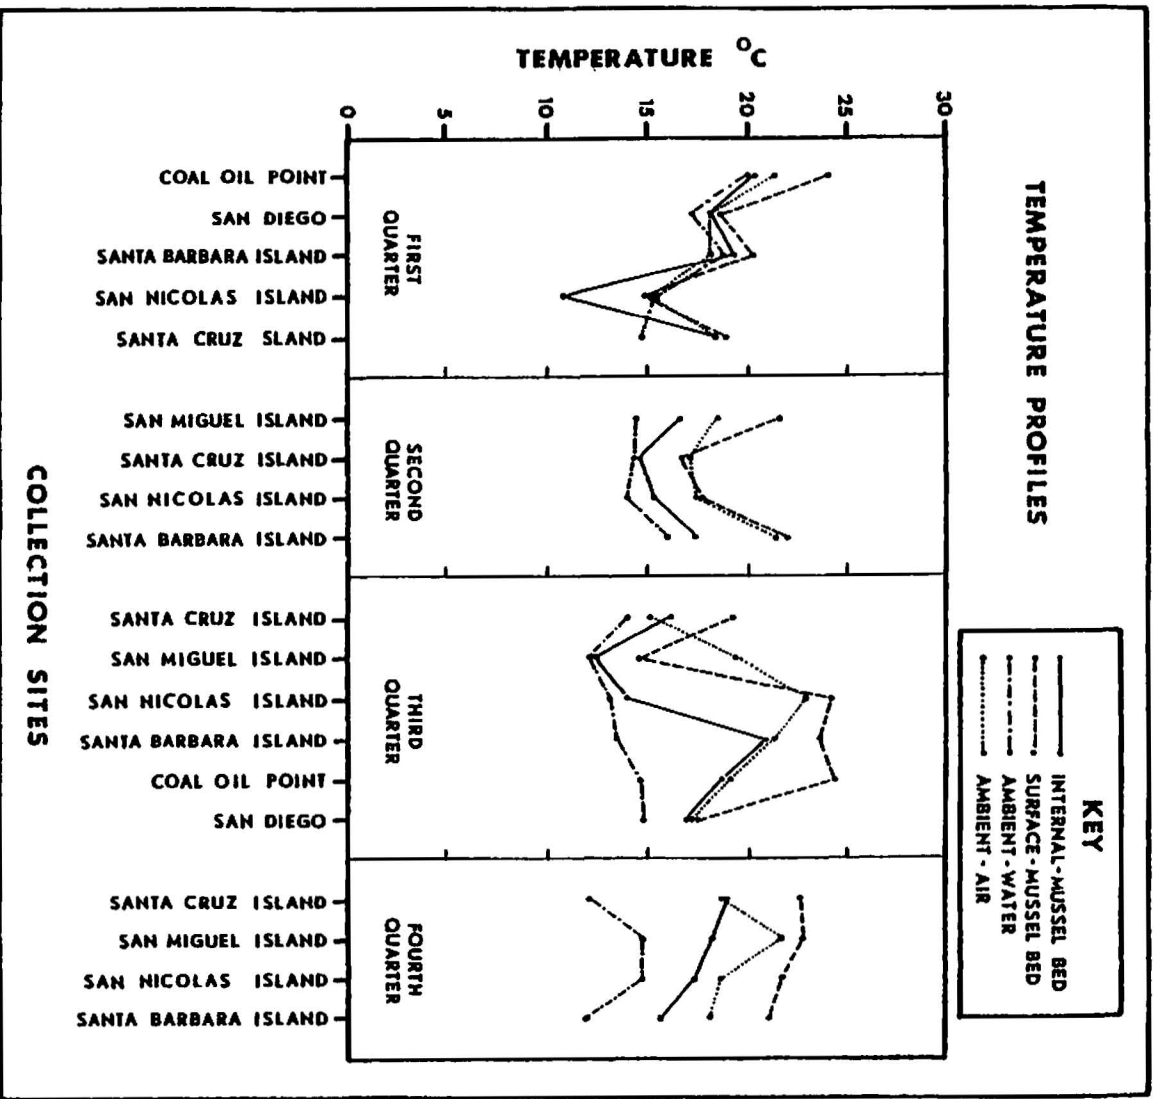 TEMPERATURE PROFILES
KEY
INTERNAL-MUSSEL BED
SURFACE-MUSSEL BED
AMBIENT-WATER
AMBIENT-AIR
TEMPERATURE °C
30
25
20
15
10
5
0
FIRST
QUARTER
SECOND
QUARTER
THIRD
QUARTER
FOURTH
QUARTER
COAL OIL POINT
SAN DIEGO
SANTA BARBARA ISLAND
SAN NICOLAS ISLAND
SANTA CRUZ SLAND
SAN MIGUEL ISLAND
SANTA CRUZ ISLAND
SAN NICOLAS ISLAND
SANTA BARBARA ISLAND
SANTA CRUZ ISLAND
SAN MIGUEL ISLAND
SAN NICOLAS ISLAND
SANTA BARBARA ISLAND
COAL OIL POINT
SAN DIEGO
SANTA CRUZ ISLAND
SAN MIGUEL ISLAND
SAN NICOLAS ISLAND
SANTA BARBARA ISLAND
COLLECTION SITES